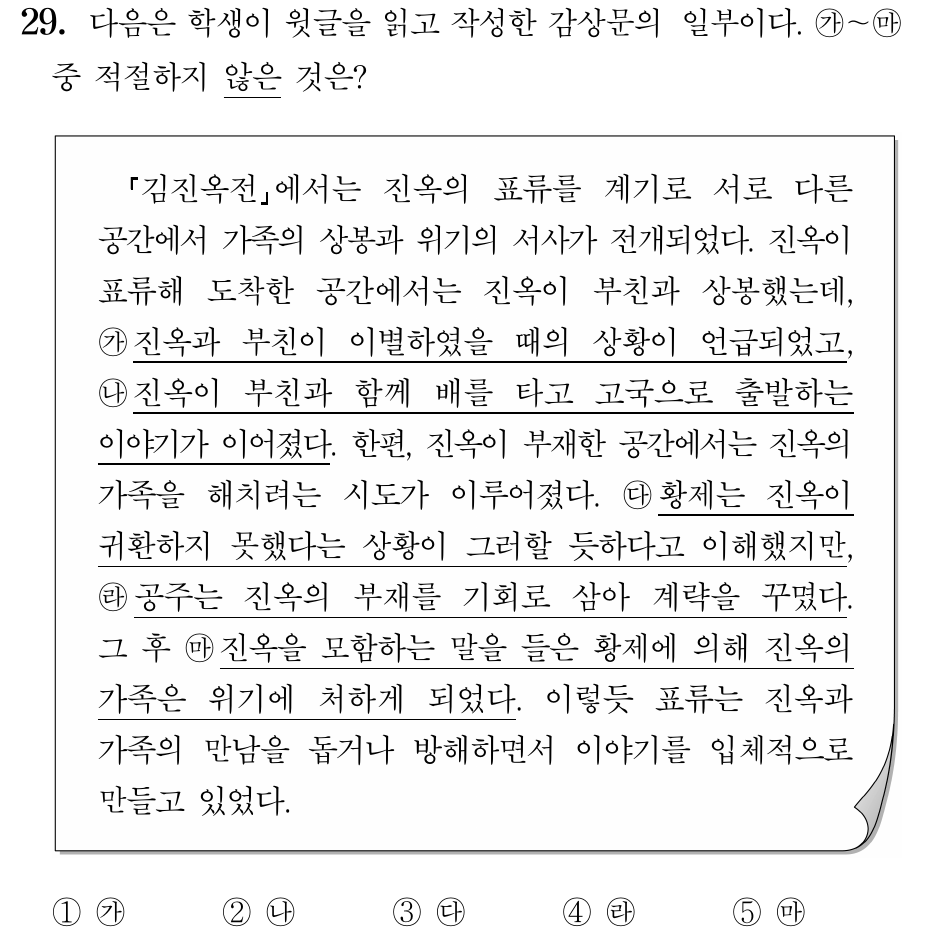 29. 다음은 학생이 윗글을 읽고 작성한 감상문의 일부이다. ㉮~㉲
중 적절하지 않은 것은?
『김진옥전』에서는 진옥의 표류를 계기로 서로 다른
공간에서 가족의 상봉과 위기의 서사가 전개되었다. 진옥이
표류해 도착한 공간에서는 진옥이 부친과 상봉했는데,
㉮진옥과 부친이 이별하였을 때의 상황이 언급되었고,
㉯진옥이 부친과 함께 배를 타고 고국으로 출발하는
이야기가 이어졌다. 한편, 진옥이 부재한 공간에서는 진옥의
가족을 해치려는 시도가 이루어졌다. ㉰황제는 진옥이
귀환하지 못했다는 상황이 그러할 듯하다고 이해했지만,
㉱공주는 진옥의 부재를 기회로 삼아 계략을 꾸몄다.
그 후 ㉲진옥을 모함하는 말을 들은 황제에 의해 진옥의
가족은 위기에 처하게 되었다. 이렇듯 표류는 진옥과
가족의 만남을 돕거나 방해하면서 이야기를 입체적으로
만들고 있었다.
① ㉮ ② ㉯ ③ ㉰ ④ ㉱ ⑤ ㉲